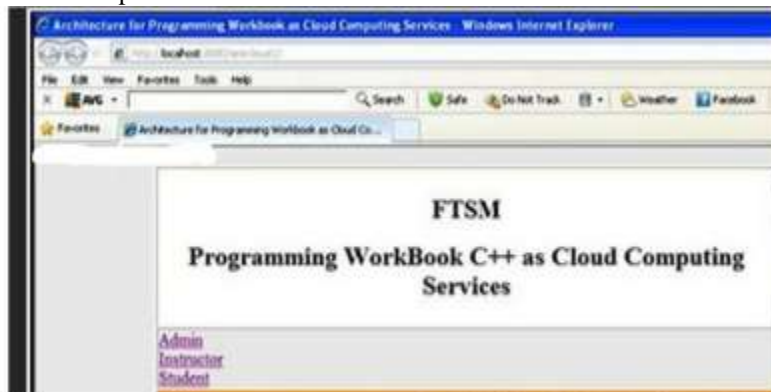 Architecture for Programming Workbook as Cloud Computing Services - Windows Internet Explorer
localhost
File Edit View Favorites Tools Help
x AVG Search Safe Do Not Track Weather Facebook
Favorites Architecture for Programming Workbook as Cloud Co...
FTSM
Programming WorkBook C++ as Cloud Computing
Services
Admin
Instructor
Student